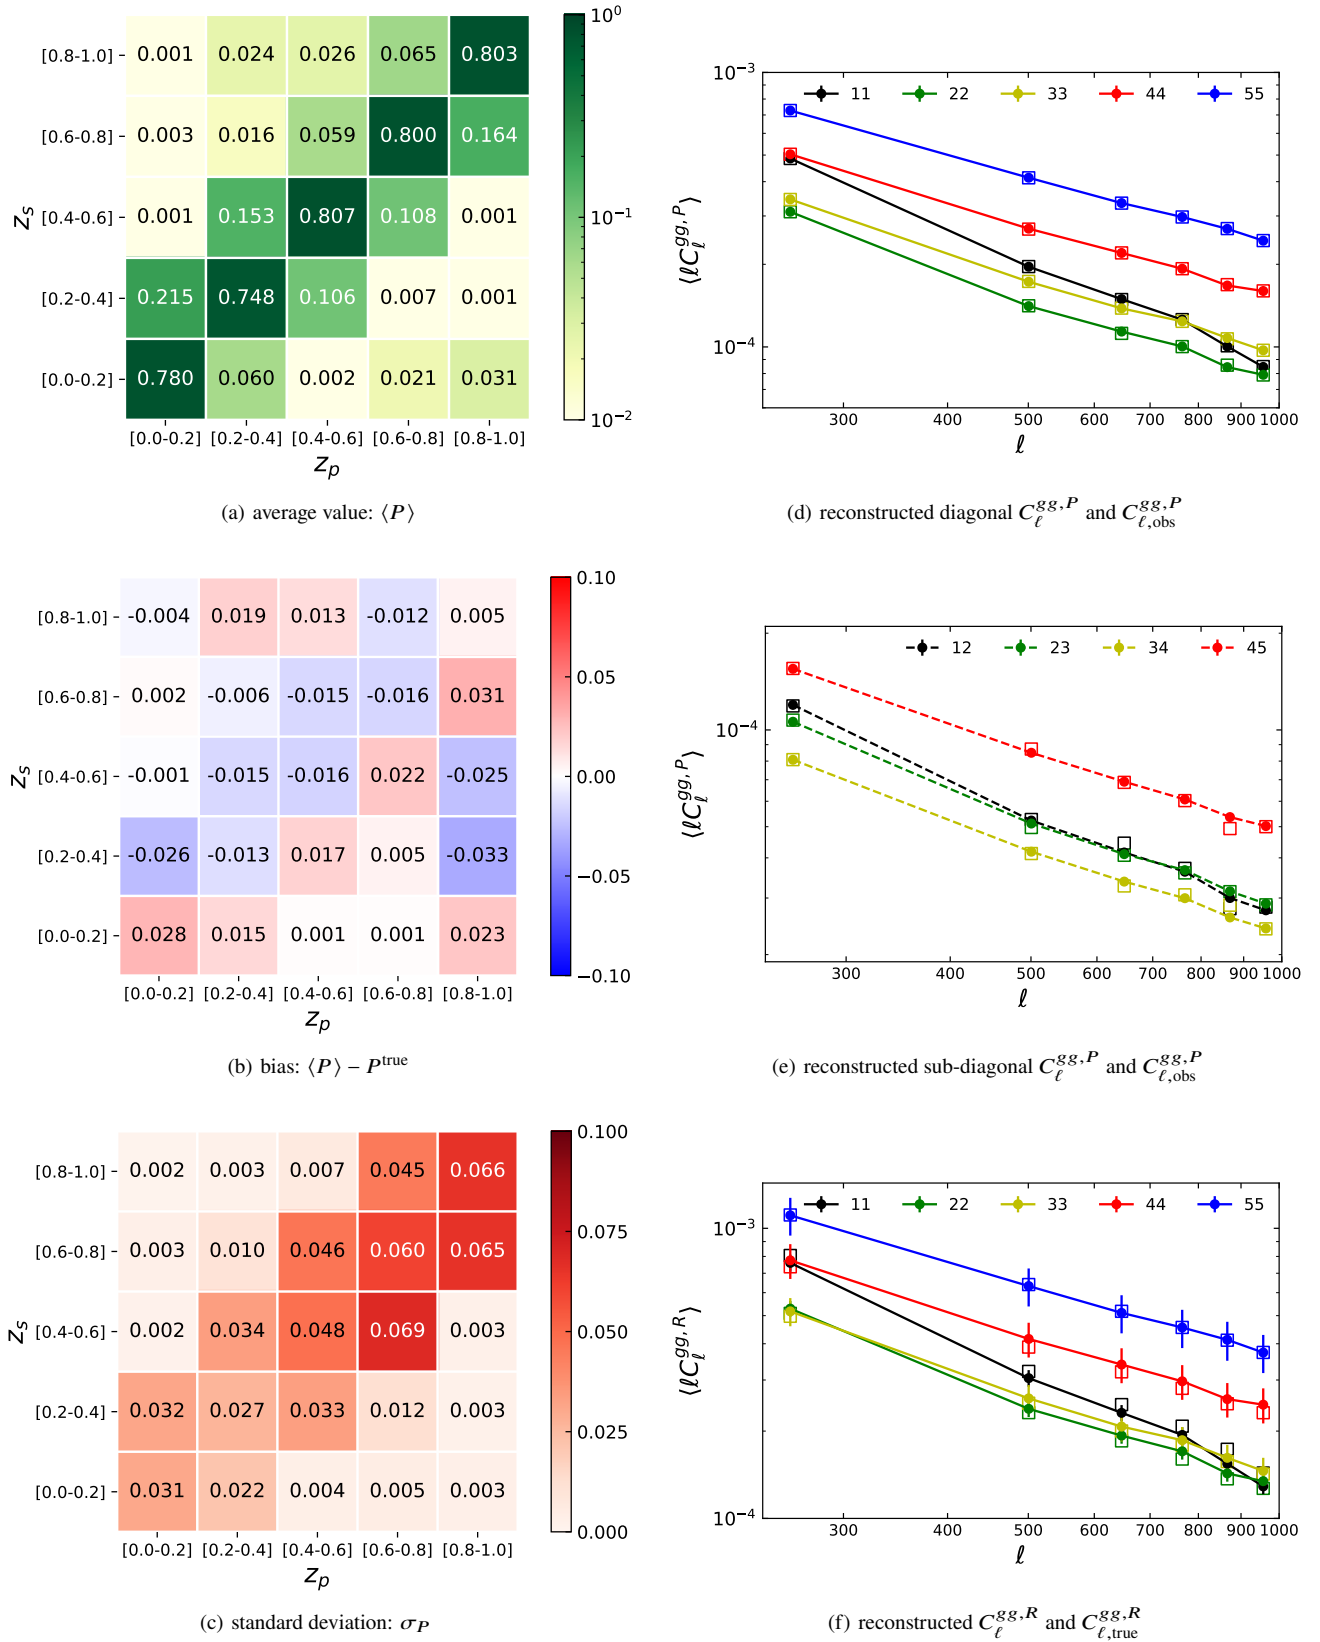 [0.8-1.0] 0.001 0.024 0.026 0.065 0.803
[0.6-0.8] 0.003 0.016 0.059 0.800 0.164
[0.4-0.6] 0.001 0.153 0.807 0.108 0.001
[0.2-0.4] 0.215 0.748 0.106 0.007 0.001
[0.0-0.2] 0.780 0.060 0.002 0.021 0.031
[0.0-0.2] [0.2-0.4] [0.4-0.6] [0.6-0.8] [0.8-1.0]
z_s
z_p
10⁰
10⁻¹
10⁻²
(a) average value: ⟨P⟩
11 22 33 44 55
10⁻³
10⁻⁴
⟨ℓC_ℓ^{gg,P}⟩
300 400 500 600 700 800 900 1000
ℓ
(d) reconstructed diagonal C_ℓ^{gg,P} and C_{ℓ,obs}^{gg,P}
[0.8-1.0] -0.004 0.019 0.013 -0.012 0.005
[0.6-0.8] 0.002 -0.006 -0.015 -0.016 0.031
[0.4-0.6] -0.001 -0.015 -0.016 0.022 -0.025
[0.2-0.4] -0.026 -0.013 0.017 0.005 -0.033
[0.0-0.2] 0.028 0.015 0.001 0.001 0.023
[0.0-0.2] [0.2-0.4] [0.4-0.6] [0.6-0.8] [0.8-1.0]
z_s
z_p
0.10
0.05
0.00
−0.05
−0.10
(b) bias: ⟨P⟩ − P^{true}
12 23 34 45
10⁻⁴
⟨ℓC_ℓ^{gg,P}⟩
300 400 500 600 700 800 900 1000
ℓ
(e) reconstructed sub-diagonal C_ℓ^{gg,P} and C_{ℓ,obs}^{gg,P}
[0.8-1.0] 0.002 0.003 0.007 0.045 0.066
[0.6-0.8] 0.003 0.010 0.046 0.060 0.065
[0.4-0.6] 0.002 0.034 0.048 0.069 0.003
[0.2-0.4] 0.032 0.027 0.033 0.012 0.003
[0.0-0.2] 0.031 0.022 0.004 0.005 0.003
[0.0-0.2] [0.2-0.4] [0.4-0.6] [0.6-0.8] [0.8-1.0]
z_s
z_p
0.100
0.075
0.050
0.025
0.000
(c) standard deviation: σ_P
11 22 33 44 55
10⁻³
10⁻⁴
⟨ℓC_ℓ^{gg,R}⟩
300 400 500 600 700 800 900 1000
ℓ
(f) reconstructed C_ℓ^{gg,R} and C_{ℓ,true}^{gg,R}